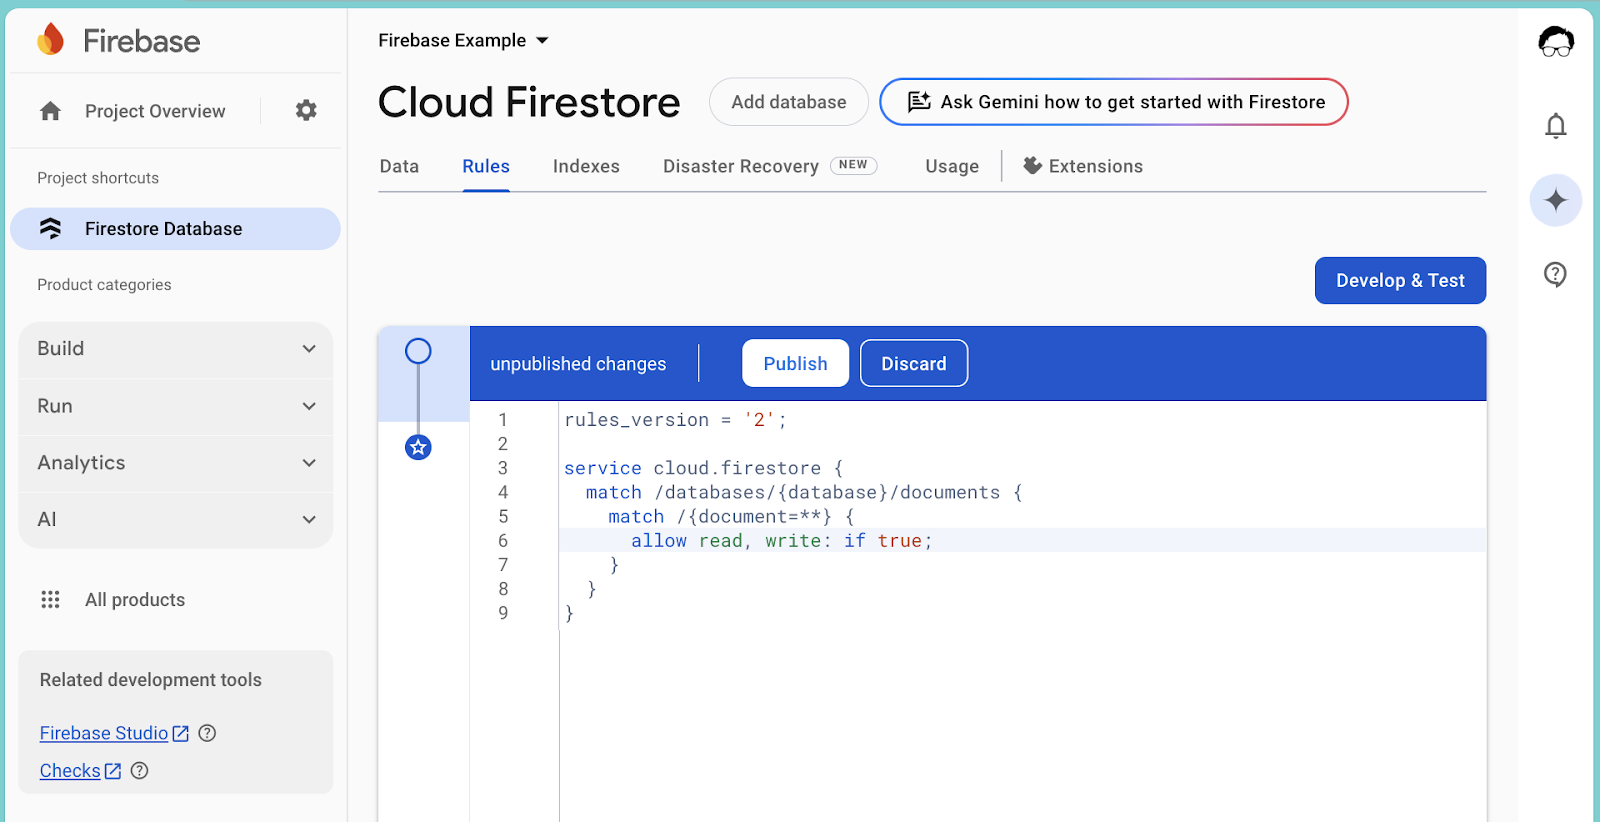 Firebase
Project Overview
Project shortcuts
Firestore Database
Product categories
Build
Run
Analytics
AI
All products
Related development tools
Firebase Studio
Checks
Firebase Example
Cloud Firestore
Add database
Ask Gemini how to get started with Firestore
Data Rules Indexes Disaster Recovery NEW Usage Extensions
Develop & Test
unpublished changes Publish Discard
1 rules_version = '2';
2
3 service cloud.firestore {
4   match /databases/{database}/documents {
5     match /{document=**} {
6       allow read, write: if true;
7     }
8   }
9 }